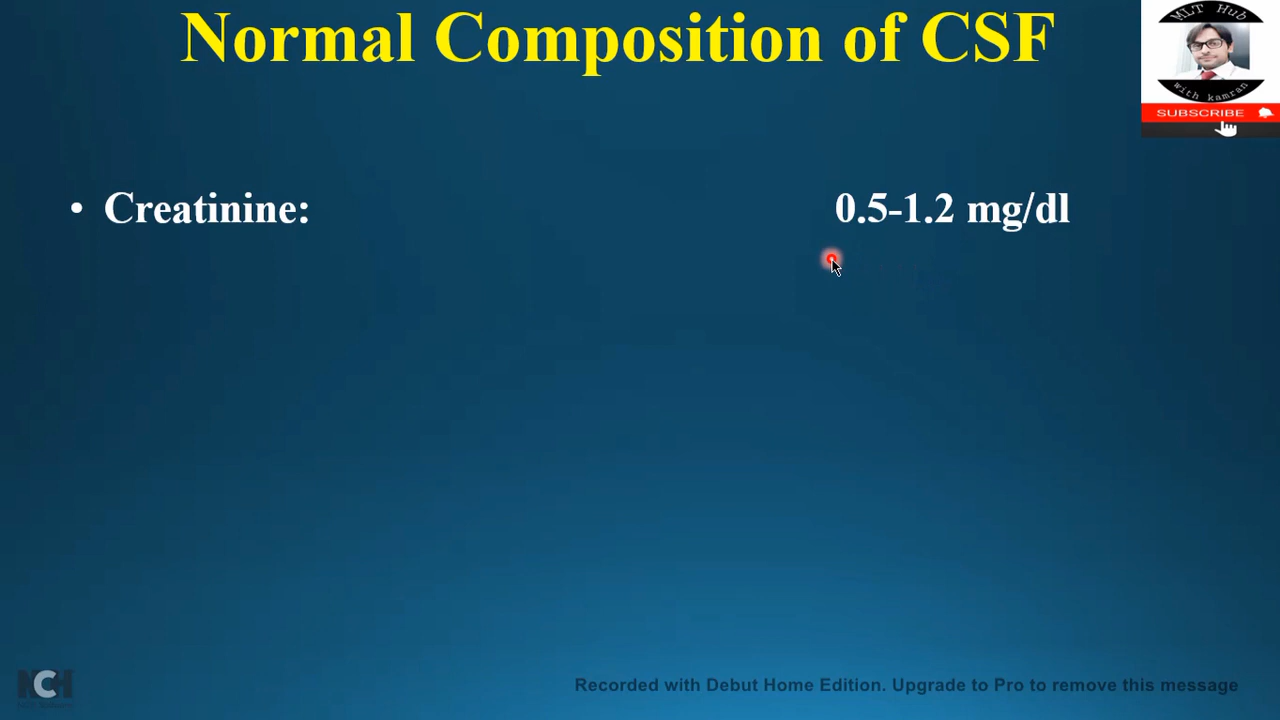 Normal Composition of CSF
MLT Hub
with kamran
SUBSCRIBE
• Creatinine: 0.5-1.2 mg/dl
NCH
Recorded with Debut Home Edition. Upgrade to Pro to remove this message